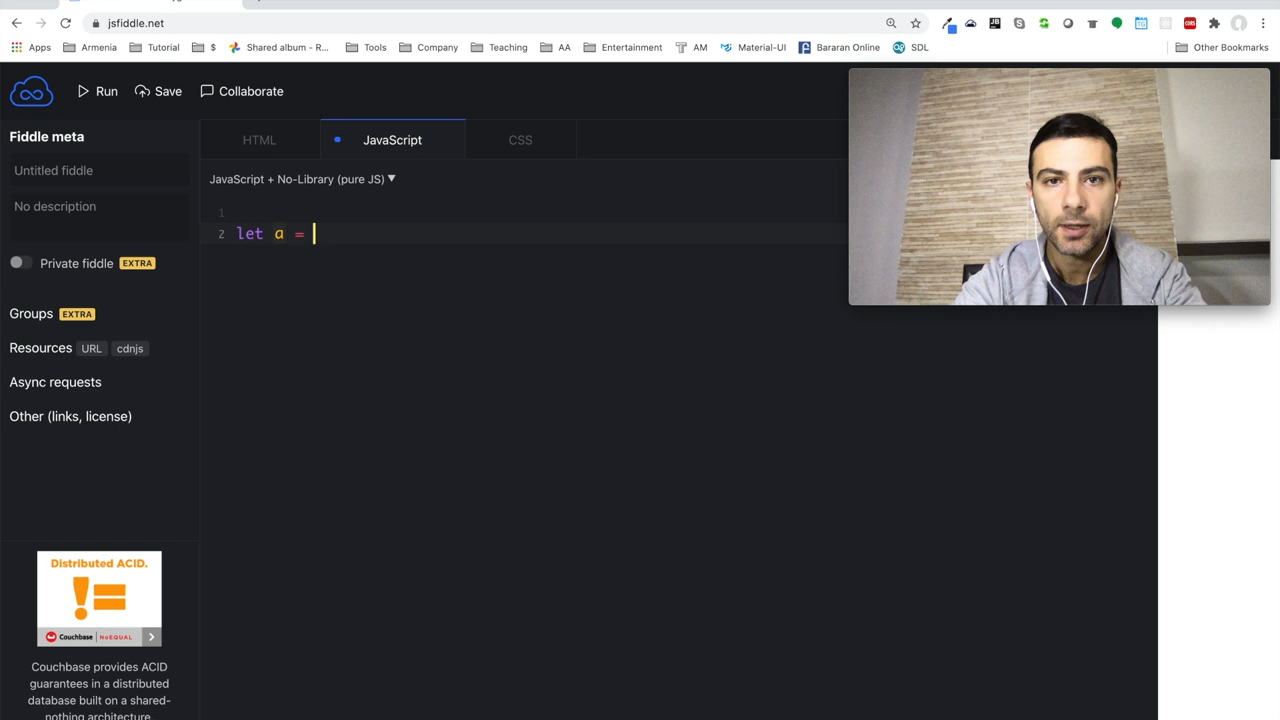 jsfiddle.net
Apps Armenia Tutorial $ Shared album - R... Tools Company Teaching AA Entertainment AM Material-UI Bararan Online SDL Other Bookmarks
Run Save Collaborate
Fiddle meta
HTML JavaScript CSS
Untitled fiddle
JavaScript + No-Library (pure JS)
No description
1
2 let a =
Private fiddle EXTRA
Groups EXTRA
Resources URL cdnjs
Async requests
Other (links, license)
Distributed ACID.
!=
Couchbase NoEQUAL
Couchbase provides ACID
guarantees in a distributed
database built on a shared-
nothing architecture.